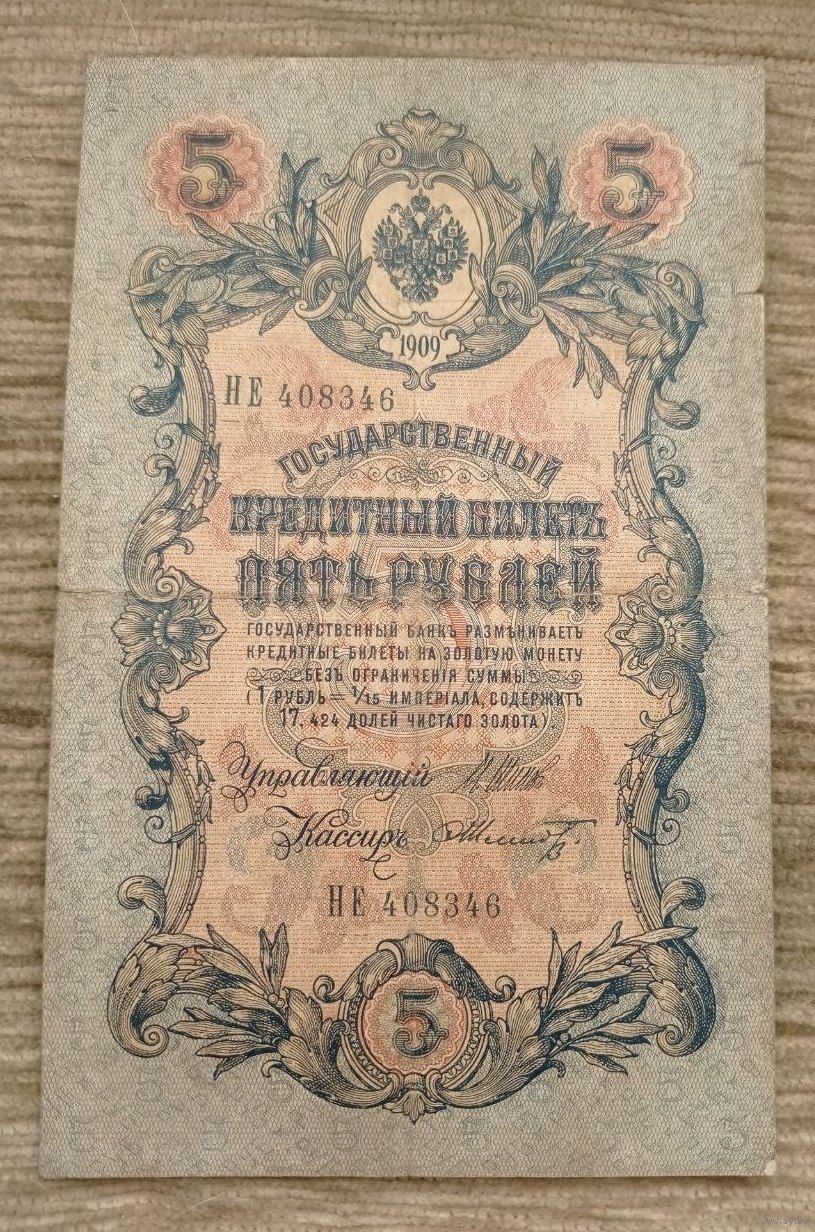 5 5
1909
НЕ 408346
ГОСУДАРСТВЕННЫЙ
КРЕДИТНЫЙ БИЛЕТЪ
ПЯТЬ РУБЛЕЙ
ГОСУДАРСТВЕННЫЙ БАНКЪ РАЗМѢНИВАЕТЪ
КРЕДИТНЫЕ БИЛЕТЫ НА ЗОЛОТУЮ МОНЕТУ
БЕЗЪ ОГРАНИЧЕНІЯ СУММЫ
(1 РУБЛЬ = 1/15 ИМПЕРІАЛА, СОДЕРЖИТЪ
17,424 ДОЛЕЙ ЧИСТАГО ЗОЛОТА).
Управляющій
Кассиръ
НЕ 408346
5